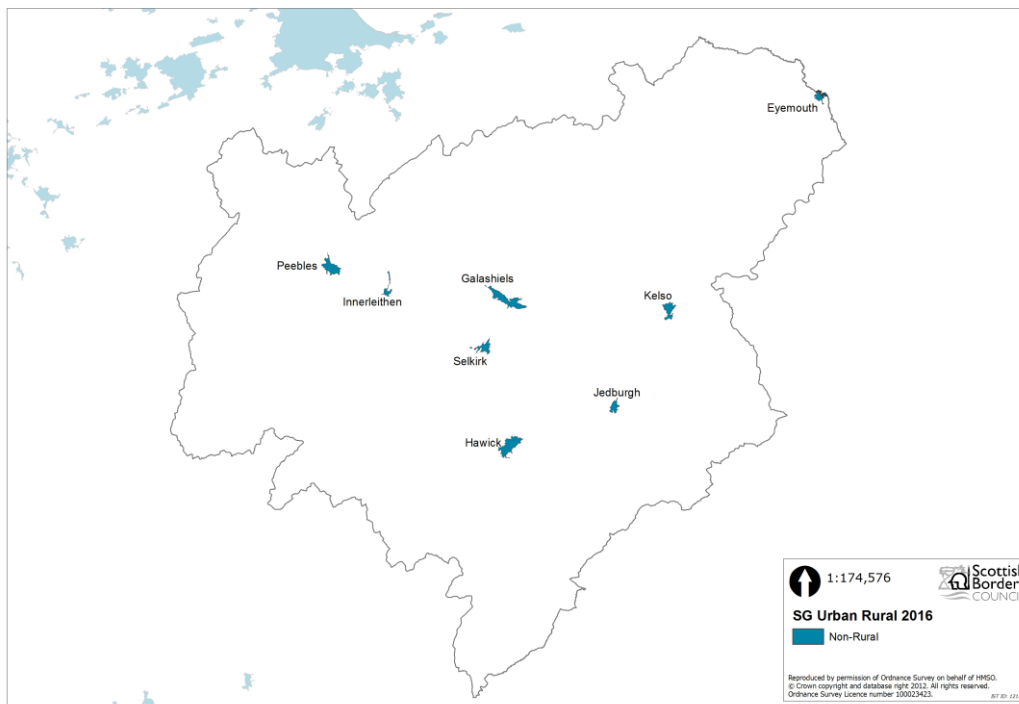 Eyemouth
Peebles
Innerleithen
Galashiels
Kelso
Selkirk
Jedburgh
Hawick
1:174,576
Scottish
Border
COUNCIL
SG Urban Rural 2016
Non-Rural
Reproduced by permission of Ordnance Survey on behalf of HMSO.
© Crown copyright and database right 2012. All rights reserved.
Ordnance Survey Licence number 100023423.